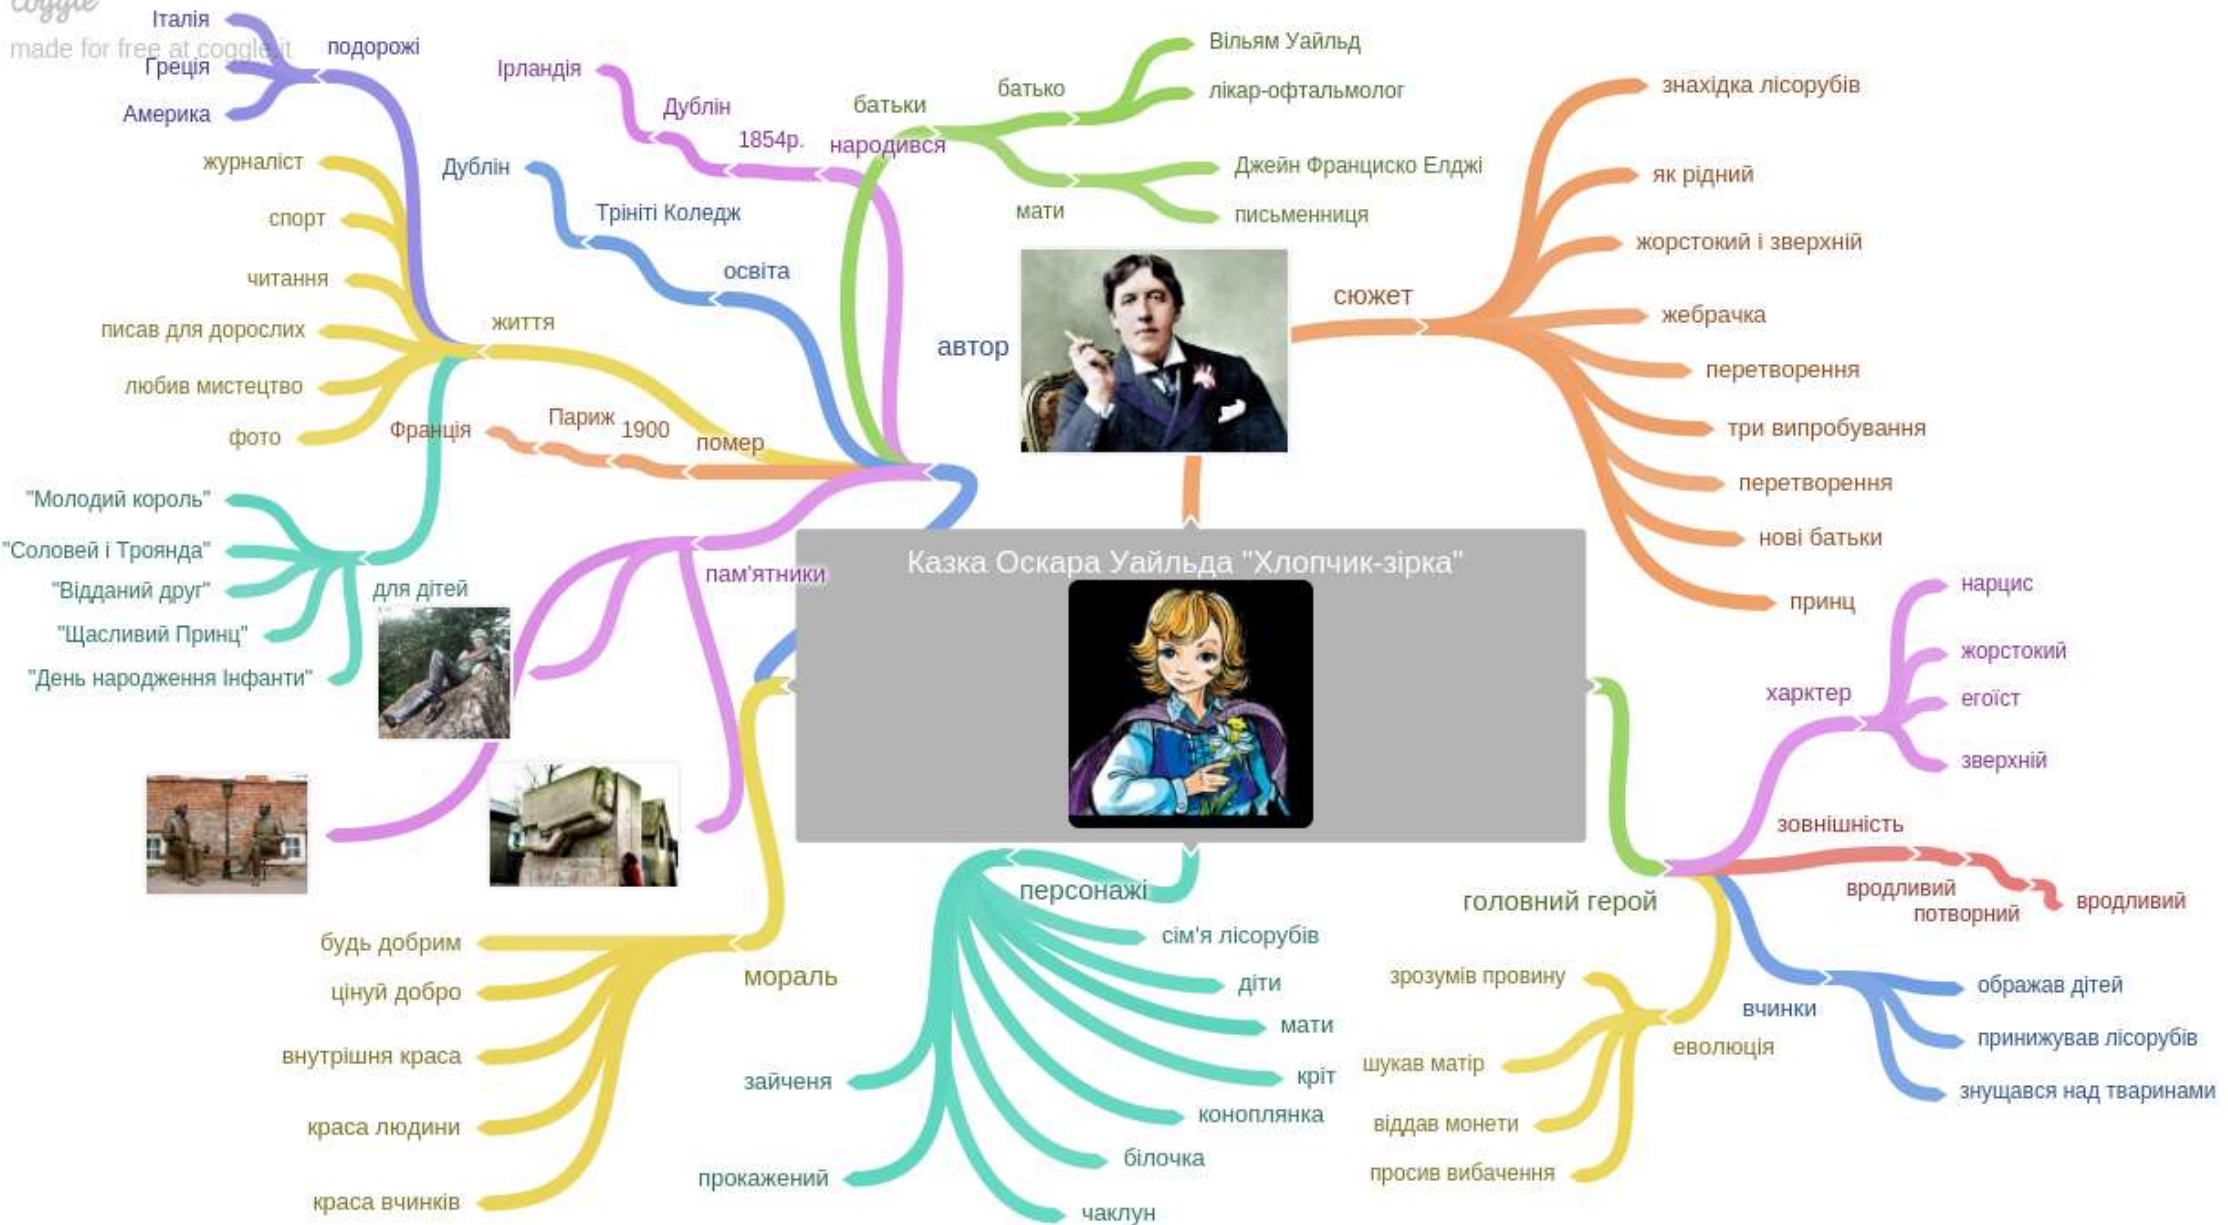 coggle
made for free at coggle.it
Італія
подорожі
Греція
Америка
журналіст
спорт
читання
писав для дорослих
життя
любив мистецтво
фото
"Молодий король"
"Соловей і Троянда"
"Відданий друг"
"Щасливий Принц"
"День народження Інфанти"
для дітей
Ірландія
Дублін
1854р.
народився
Дублін
Трініті Коледж
освіта
Франція
Париж
1900
помер
пам'ятники
батьки
батько
Вільям Уайльд
лікар-офтальмолог
мати
Джейн Франциско Елджі
письменниця
автор
сюжет
знахідка лісорубів
як рідний
жорстокий і зверхній
жебрачка
перетворення
три випробування
перетворення
нові батьки
принц
Казка Оскара Уайльда "Хлопчик-зірка"
харктер
нарцис
жорстокий
егоїст
зверхній
зовнішність
вродливий
потворний
вродливий
головний герой
вчинки
ображав дітей
принижував лісорубів
знущався над тваринами
еволюція
зрозумів провину
шукав матір
віддав монети
просив вибачення
персонажі
сім'я лісорубів
діти
мати
кріт
коноплянка
білочка
чаклун
зайченя
прокажений
мораль
будь добрим
цінуй добро
внутрішня краса
краса людини
краса вчинків